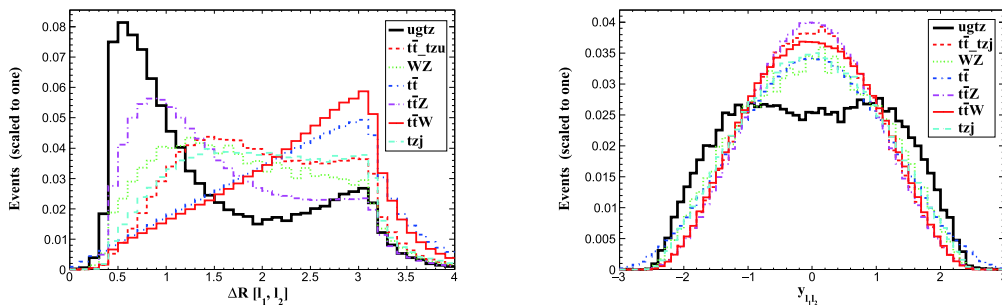 Events (scaled to one)
0.08
0.07
0.06
0.05
0.04
0.03
0.02
0.01
0
0 0.5 1 1.5 2 2.5 3 3.5 4
ΔR [l₁, l₂]
ugtz
tt̄_tzu
WZ
tt̄
tt̄Z
tt̄W
tzj
Events (scaled to one)
0.04
0.035
0.03
0.025
0.02
0.015
0.01
0.005
0
−3 −2 −1 0 1 2 3
y l₁l₂
ugtz
tt̄_tzj
WZ
tt̄
tt̄Z
tt̄W
tzj